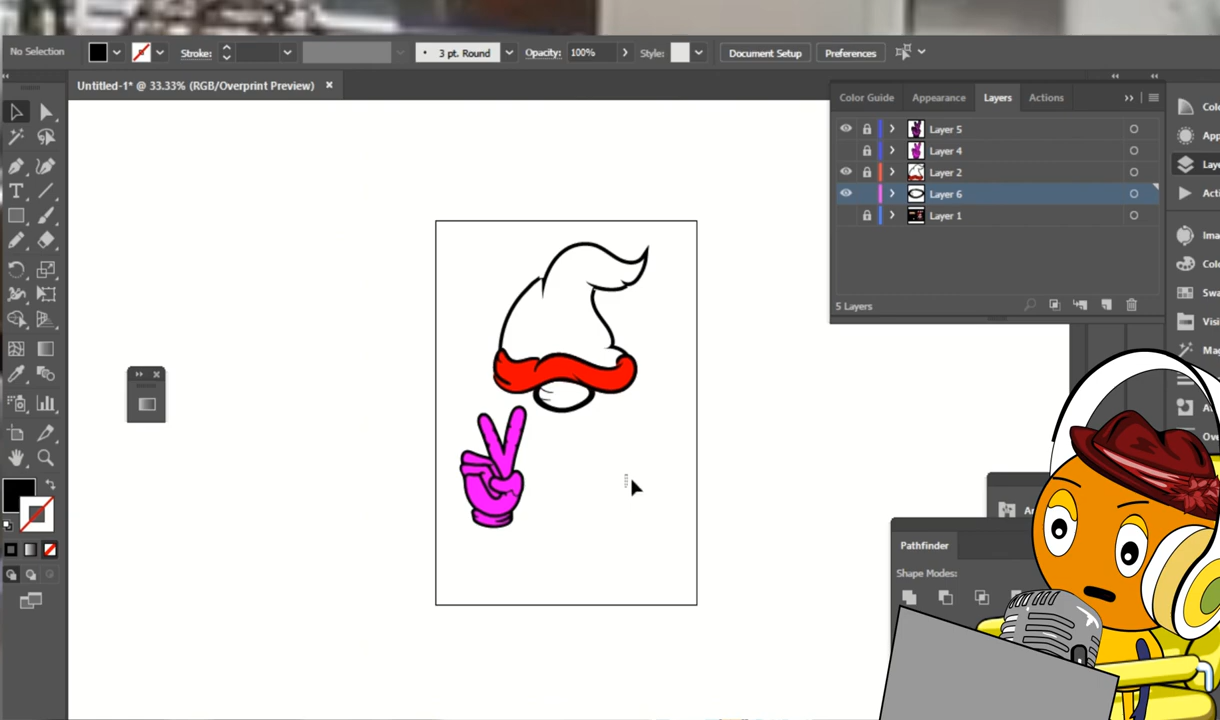 No Selection
Stroke:
3 pt. Round
Opacity: 100%
Style:
Document Setup
Preferences
Untitled-1* @ 33.33% (RGB/Overprint Preview)
Color Guide
Appearance
Layers
Actions
Layer 5
Layer 4
Layer 2
Layer 6
Layer 1
5 Layers
Pathfinder
Shape Modes: